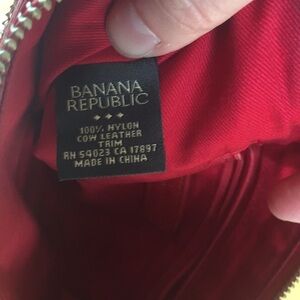 BANANA
REPUBLIC
100% NYLON
COW LEATHER
TRIM
RN 54023 CA 17897
MADE IN CHINA